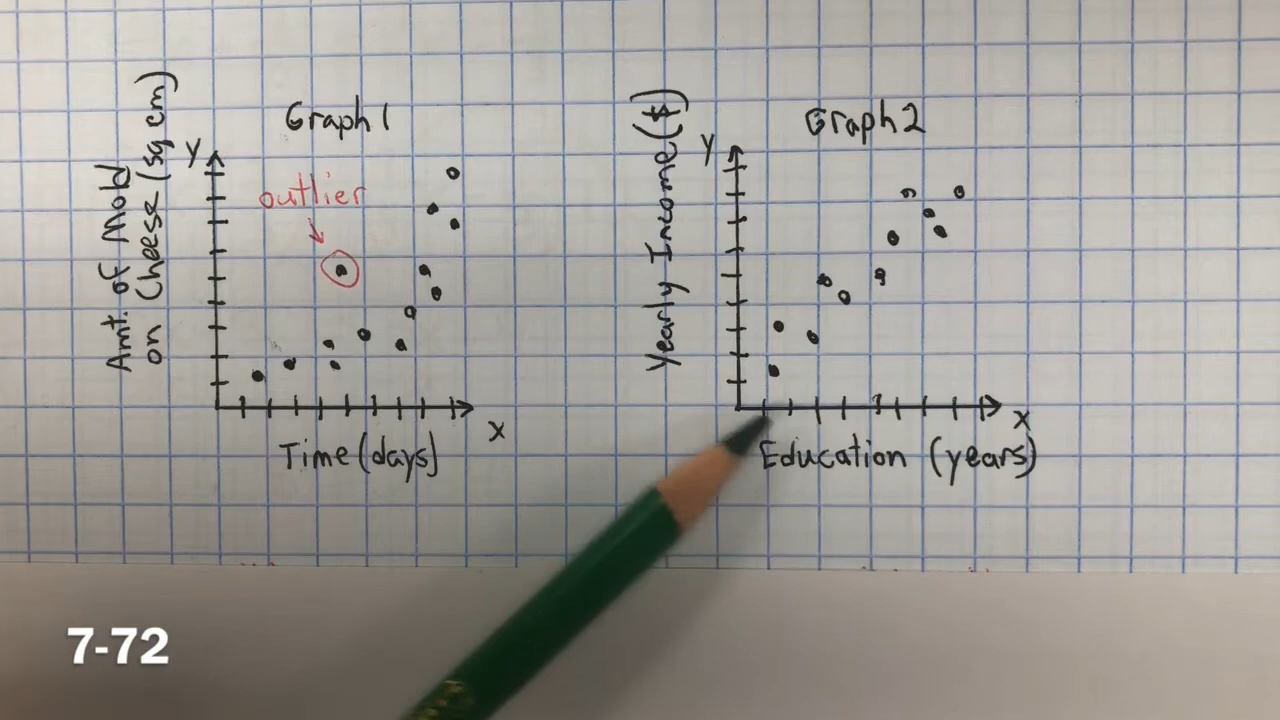 Graph 1
Y
Amt. of Mold
on Cheese (sq cm)
outlier
X
Time (days)
Graph 2
Y
Yearly Income ($)
X
Education (years)
7-72